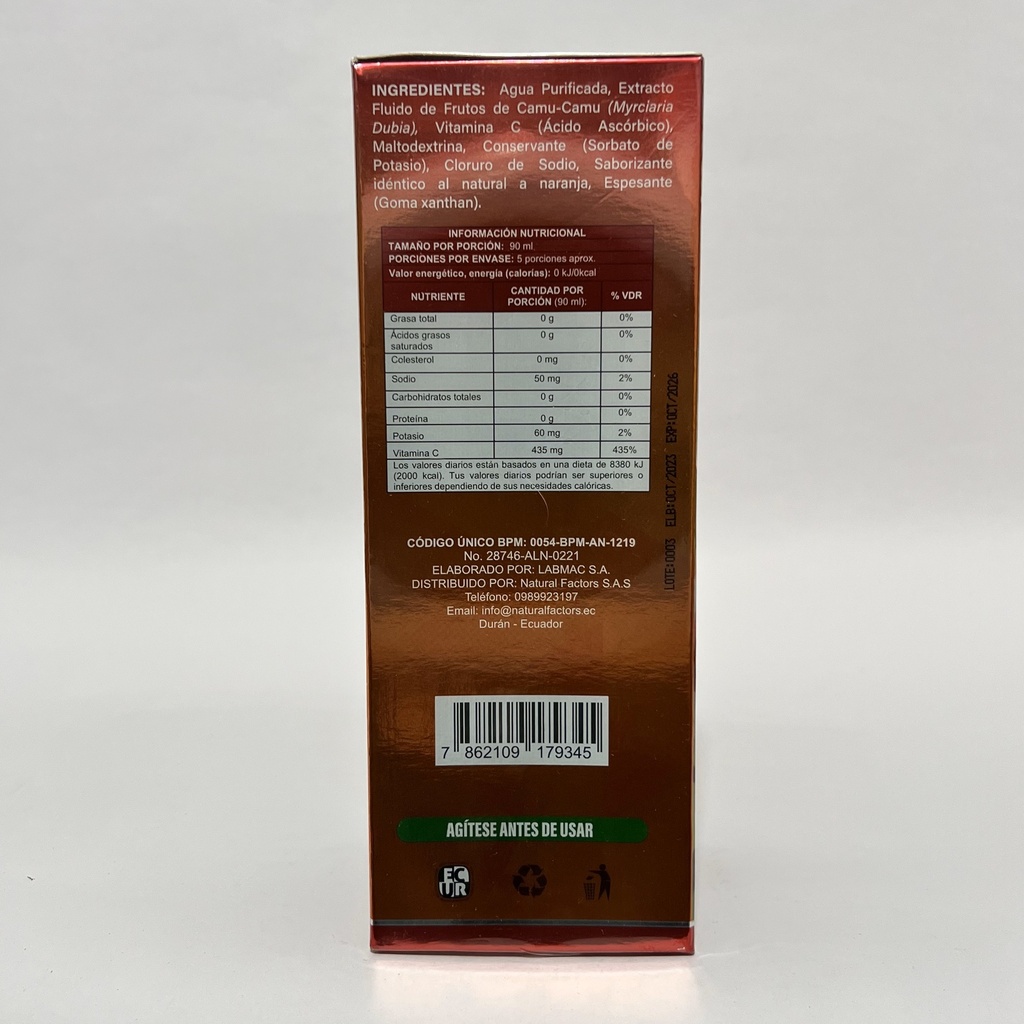 INGREDIENTES: Agua Purificada, Extracto
Fluido de Frutos de Camu-Camu (Myrciaria
Dubia), Vitamina C (Ácido Ascórbico),
Maltodextrina, Conservante (Sorbato de
Potasio), Cloruro de Sodio, Saborizante
idéntico al natural a naranja, Espesante
(Goma xanthan).
INFORMACIÓN NUTRICIONAL
TAMAÑO POR PORCIÓN: 90 ml
PORCIONES POR ENVASE: 5 porciones aprox.
Valor energético, energía (calorías): 0 kJ/0kcal
NUTRIENTE CANTIDAD POR PORCIÓN (90 ml): % VDR
Grasa total 0 g 0%
Ácidos grasos saturados 0 g 0%
Colesterol 0 mg 0%
Sodio 50 mg 2%
Carbohidratos totales 0 g 0%
Proteína 0 g 0%
Potasio 60 mg 2%
Vitamina C 435 mg 435%
Los valores diarios están basados en una dieta de 8380 kJ
(2000 kcal). Tus valores diarios podrían ser superiores o
inferiores dependiendo de sus necesidades calóricas.
LOTE:0003 ELB:OCT/2023 EXP:OCT/2026
CÓDIGO ÚNICO BPM: 0054-BPM-AN-1219
No. 28746-ALN-0221
ELABORADO POR: LABMAC S.A.
DISTRIBUIDO POR: Natural Factors S.A.S
Teléfono: 0989923197
Email: info@naturalfactors.ec
Durán - Ecuador
7 862109 179345
AGÍTESE ANTES DE USAR
EC
UR